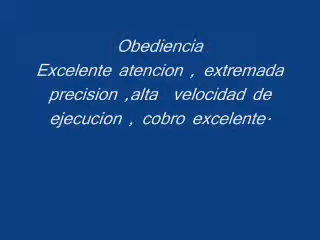 Obediencia
Excelente atencion , extremada
precision ,alta velocidad de
ejecucion , cobro excelente.